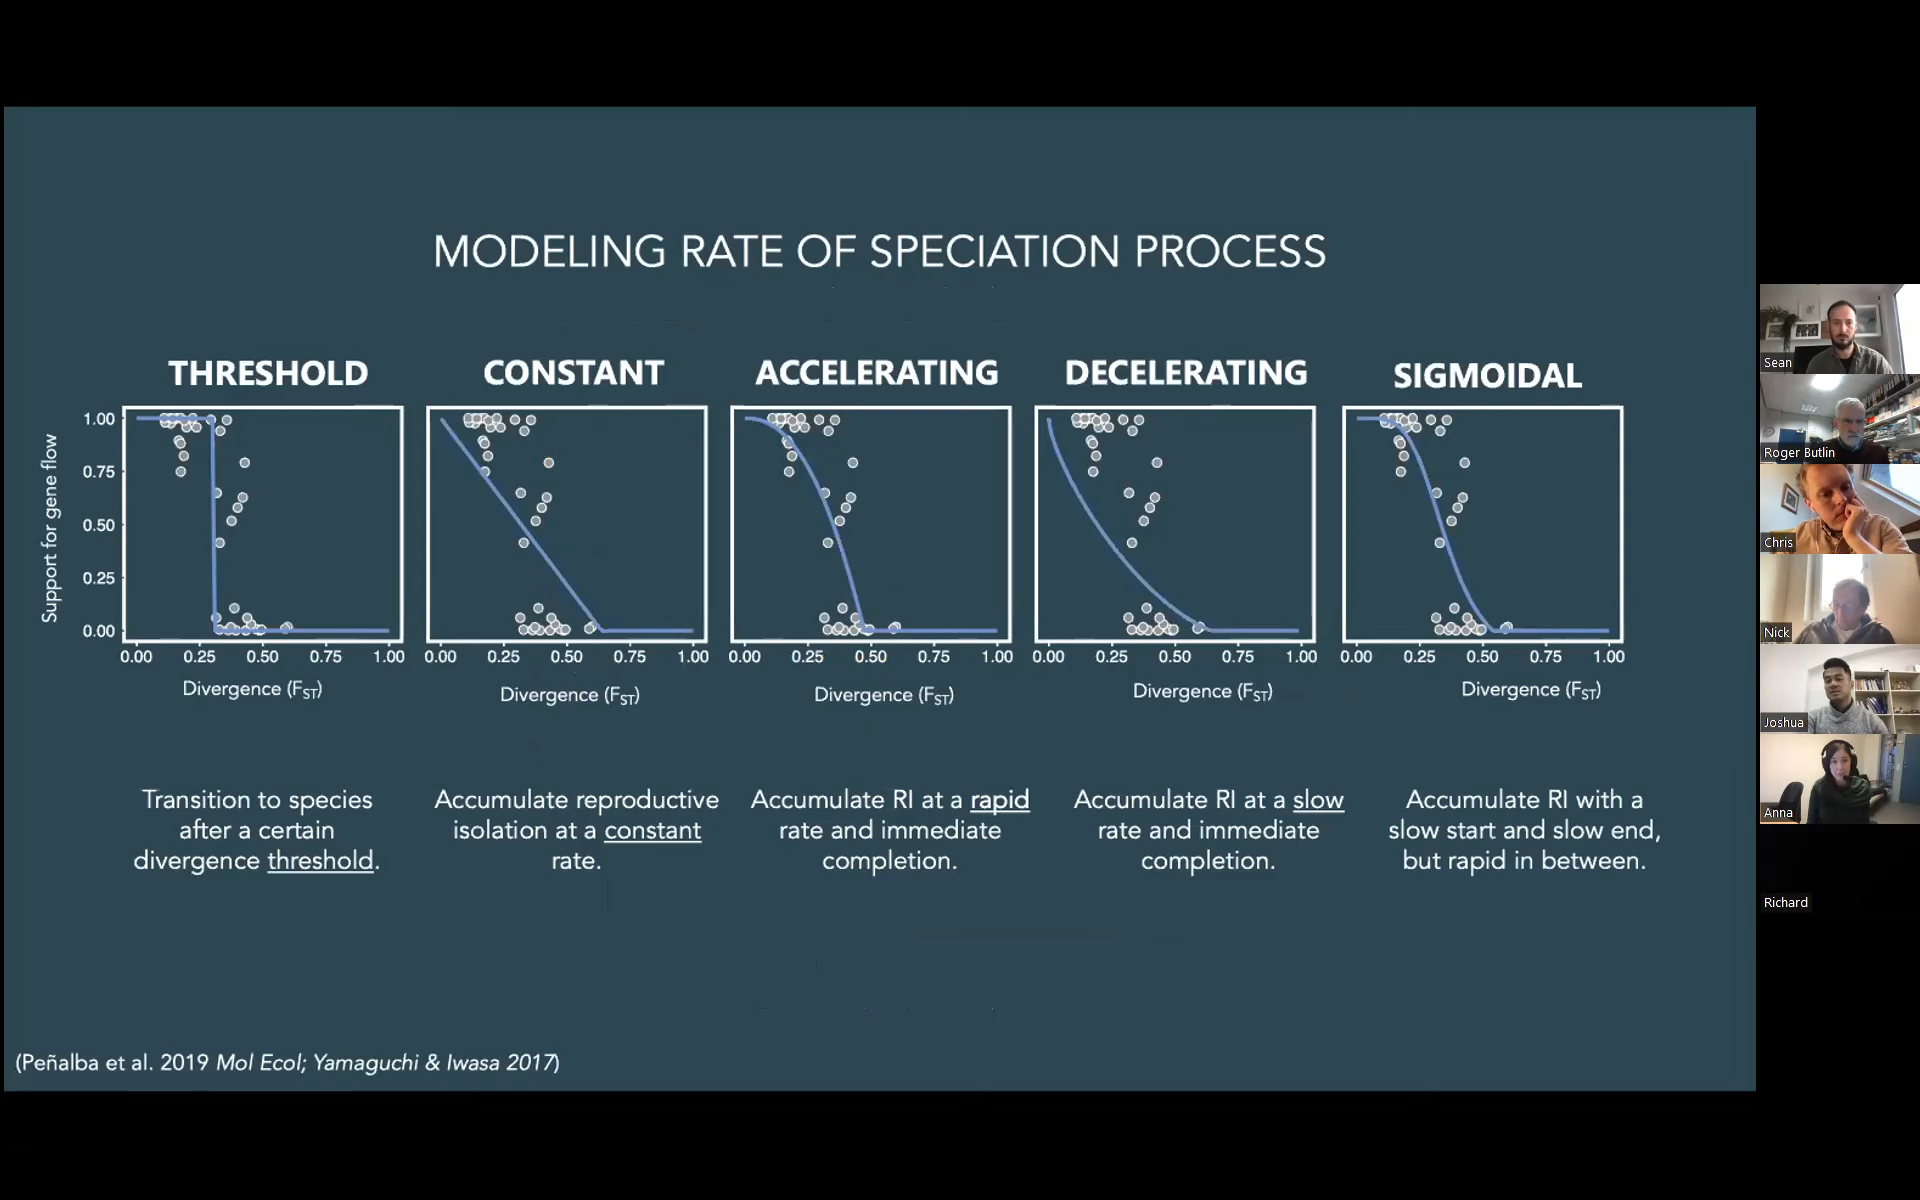 MODELING RATE OF SPECIATION PROCESS
THRESHOLD
CONSTANT
ACCELERATING
DECELERATING
SIGMOIDAL
Support for gene flow
1.00
0.75
0.50
0.25
0.00
0.00 0.25 0.50 0.75 1.00
0.00 0.25 0.50 0.75 1.00
0.00 0.25 0.50 0.75 1.00
0.00 0.25 0.50 0.75 1.00
0.00 0.25 0.50 0.75 1.00
Divergence (FST)
Divergence (FST)
Divergence (FST)
Divergence (FST)
Divergence (FST)
Transition to species
after a certain
divergence threshold.
Accumulate reproductive
isolation at a constant
rate.
Accumulate RI at a rapid
rate and immediate
completion.
Accumulate RI at a slow
rate and immediate
completion.
Accumulate RI with a
slow start and slow end,
but rapid in between.
(Peñalba et al. 2019 Mol Ecol; Yamaguchi & Iwasa 2017)
Sean
Roger Butlin
Chris
Nick
Joshua
Anna
Richard